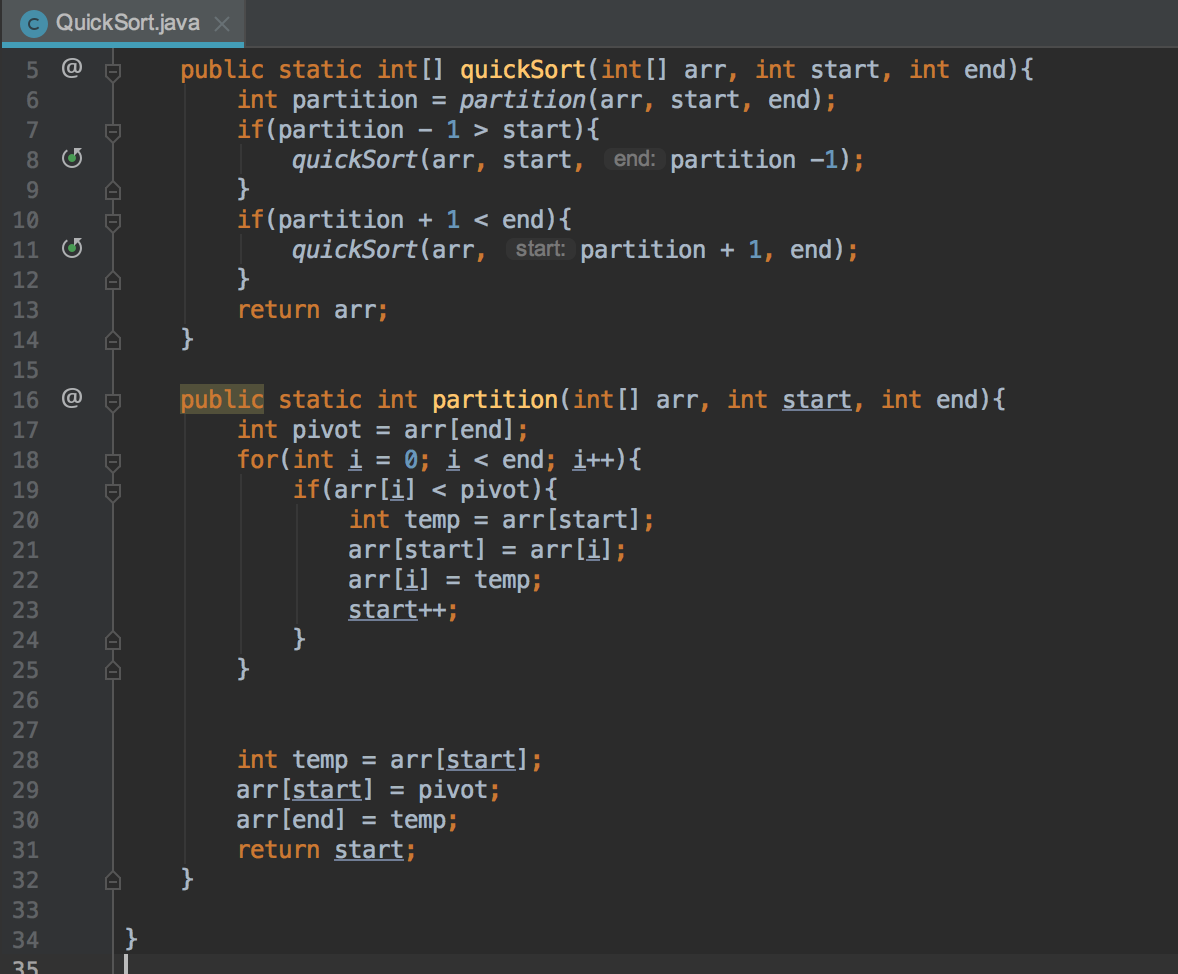 QuickSort.java
5 @ public static int[] quickSort(int[] arr, int start, int end){
6 int partition = partition(arr, start, end);
7 if(partition - 1 > start){
8 quickSort(arr, start, end: partition -1);
9 }
10 if(partition + 1 < end){
11 quickSort(arr, start: partition + 1, end);
12 }
13 return arr;
14 }
15
16 @ public static int partition(int[] arr, int start, int end){
17 int pivot = arr[end];
18 for(int i = 0; i < end; i++){
19 if(arr[i] < pivot){
20 int temp = arr[start];
21 arr[start] = arr[i];
22 arr[i] = temp;
23 start++;
24 }
25 }
26
27
28 int temp = arr[start];
29 arr[start] = pivot;
30 arr[end] = temp;
31 return start;
32 }
33
34 }
35